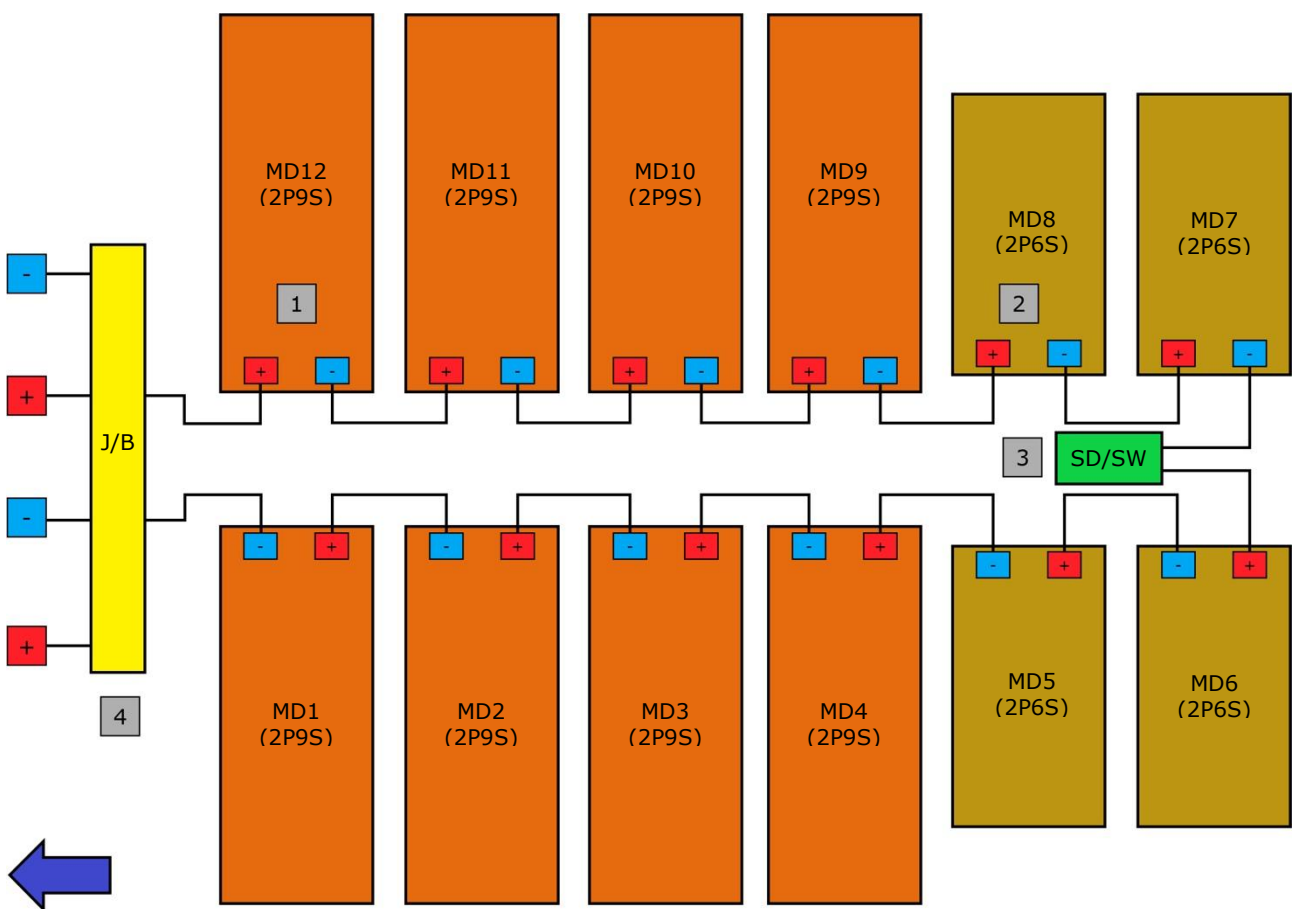 MD12
(2P9S)
MD11
(2P9S)
MD10
(2P9S)
MD9
(2P9S)
MD8
(2P6S)
MD7
(2P6S)
-
+
J/B
-
+
1
2
+
-
+
-
+
-
+
-
+
-
+
-
3
SD/SW
-
+
-
+
-
+
-
+
-
+
-
+
4
MD1
(2P9S)
MD2
(2P9S)
MD3
(2P9S)
MD4
(2P9S)
MD5
(2P6S)
MD6
(2P6S)